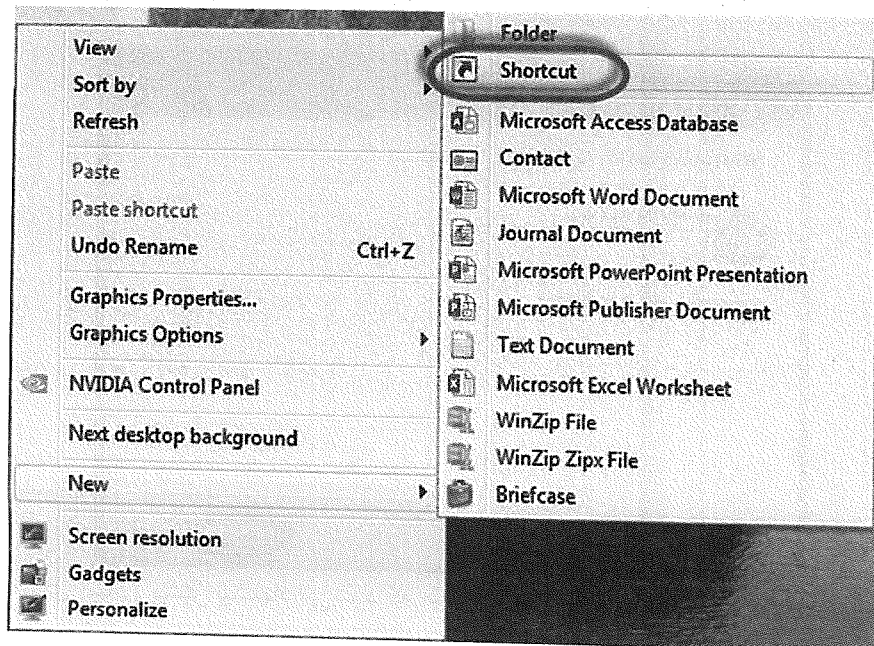 View
Sort by
Refresh
Paste
Paste shortcut
Undo Rename Ctrl+Z
Graphics Properties...
Graphics Options
NVIDIA Control Panel
Next desktop background
New
Screen resolution
Gadgets
Personalize
Folder
Shortcut
Microsoft Access Database
Contact
Microsoft Word Document
Journal Document
Microsoft PowerPoint Presentation
Microsoft Publisher Document
Text Document
Microsoft Excel Worksheet
WinZip File
WinZip Zipx File
Briefcase